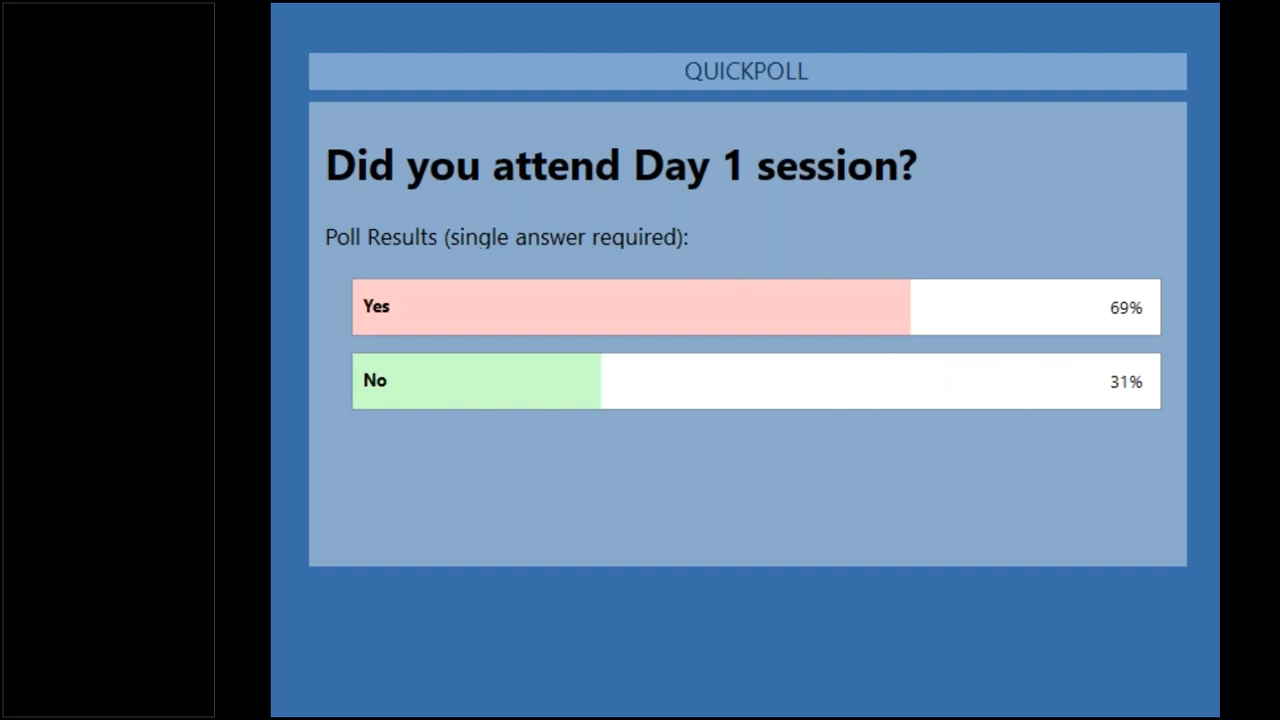 QUICKPOLL
Did you attend Day 1 session?
Poll Results (single answer required):
Yes 69%
No 31%